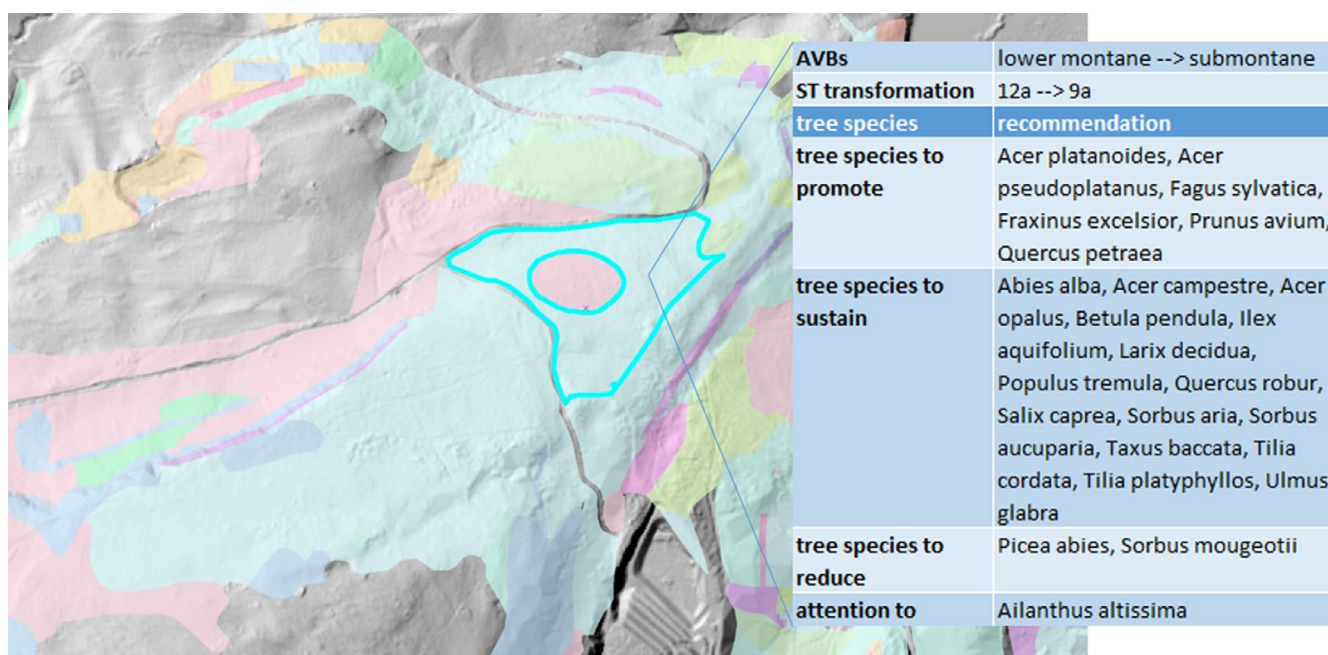 AVBs lower montane --> submontane
ST transformation 12a --> 9a
tree species recommendation
tree species to promote
Acer platanoides, Acer
pseudoplatanus, Fagus sylvatica,
Fraxinus excelsior, Prunus avium,
Quercus petraea
tree species to sustain
Abies alba, Acer campestre, Acer
opalus, Betula pendula, Ilex
aquifolium, Larix decidua,
Populus tremula, Quercus robur,
Salix caprea, Sorbus aria, Sorbus
aucuparia, Taxus baccata, Tilia
cordata, Tilia platyphyllos, Ulmus
glabra
tree species to reduce
Picea abies, Sorbus mougeotii
attention to Ailanthus altissima